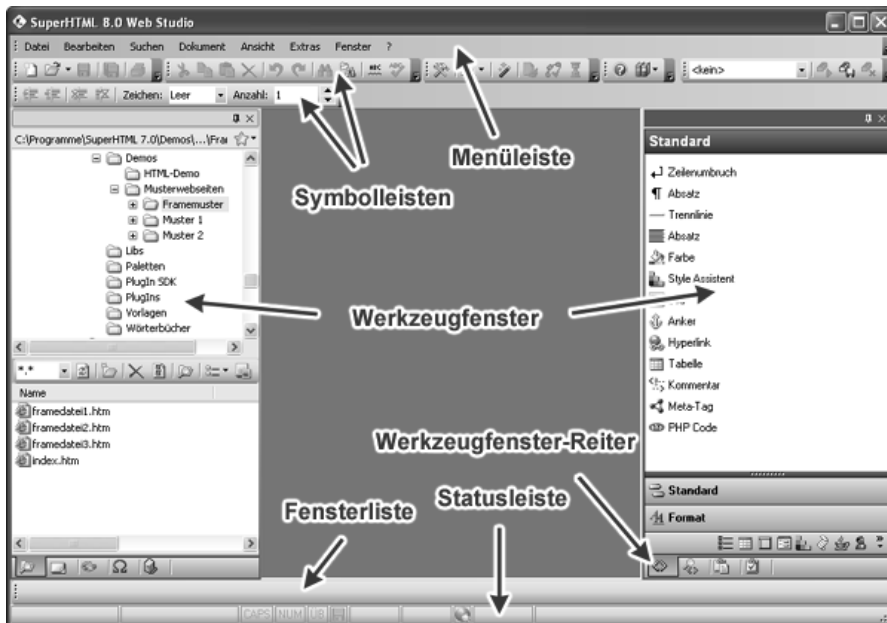 SuperHTML 8.0 Web Studio
Datei Bearbeiten Suchen Dokument Ansicht Extras Fenster ?
ABC
<kein>
Zeichen: Leer Anzahl: 1
C:\Programme\SuperHTML 7.0\Demos\...\Frar
Demos
HTML-Demo
Musterwebseiten
Framemuster
Muster 1
Muster 2
Libs
Paletten
PlugIn SDK
PlugIns
Vorlagen
Wörterbücher
*.*
Name
framedatei1.htm
framedatei2.htm
framedatei3.htm
index.htm
Menüleiste
Symbolleisten
Werkzeugfenster
Werkzeugfenster-Reiter
Fensterliste
Statusleiste
Standard
Zeilenumbruch
Absatz
Trennlinie
Absatz
Farbe
Style Assistent
Anker
Hyperlink
Tabelle
Kommentar
Meta-Tag
PHP Code
Standard
Format
CAPS NUM ÜB